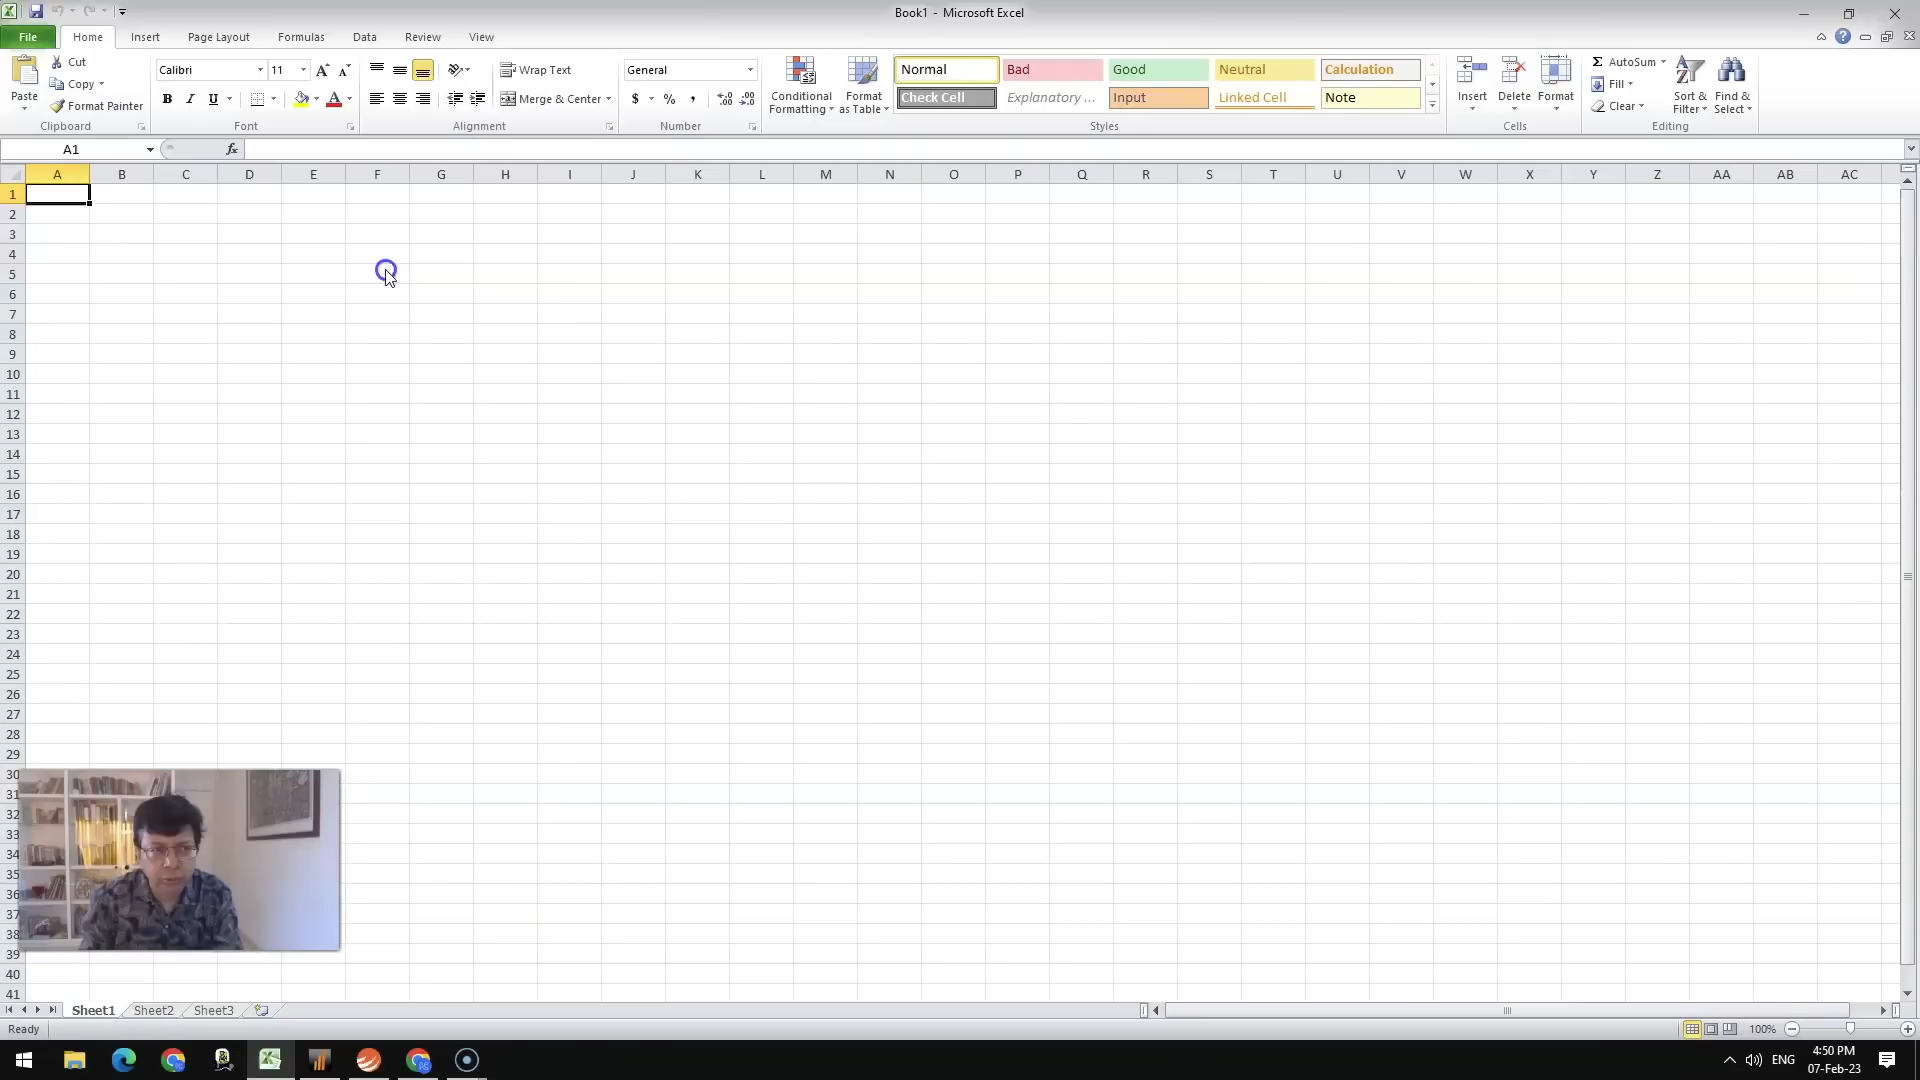 Book1 - Microsoft Excel
File Home Insert Page Layout Formulas Data Review View
Paste
Cut
Copy
Format Painter
Clipboard
Calibri 11
B I U
Font
Wrap Text
Merge & Center
Alignment
General
$ % ,
Number
Conditional Formatting
Format as Table
Normal Bad Good Neutral Calculation
Check Cell Explanatory ... Input Linked Cell Note
Styles
Insert Delete Format
Cells
Σ AutoSum
Fill
Clear
Sort & Filter
Find & Select
Editing
A1 fx
A B C D E F G H I J K L M N O P Q R S T U V W X Y Z AA AB AC
1
2
3
4
5
6
7
8
9
10
11
12
13
14
15
16
17
18
19
20
21
22
23
24
25
26
27
28
29
30
31
32
33
34
35
36
37
38
39
40
41
Sheet1 Sheet2 Sheet3
Ready 100%
ENG 4:50 PM
07-Feb-23